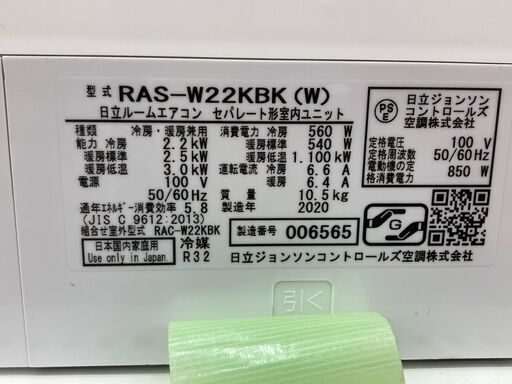 型式 RAS-W22KBK(W)
日立ルームエアコン セパレート形室内ユニット
種類 冷房・暖房兼用
能力 冷房 2.2kW
暖房標準 2.5kW
暖房低温 3.0kW
電源 100 V
50/60 Hz
通年エネルギー消費効率 5.8
(JIS C 9612:2013)
組合せ室外型式 RAC-W22KBK
消費電力 冷房 560 W
暖房標準 540 W
暖房低温 1.100 kW
運転電流 冷房 6.6 A
暖房 6.4 A
質量 10.5kg
製造年 2020
日本国内家庭用
Use only in Japan
冷媒
R32
製造番号 006565
PS
E
日立ジョンソン
コントロールズ
空調株式会社
定格電圧 100 V
定格周波数 50/60Hz
電動機の定格消費電力 850 W
G
日立ジョンソンコントロールズ空調株式会社
引く